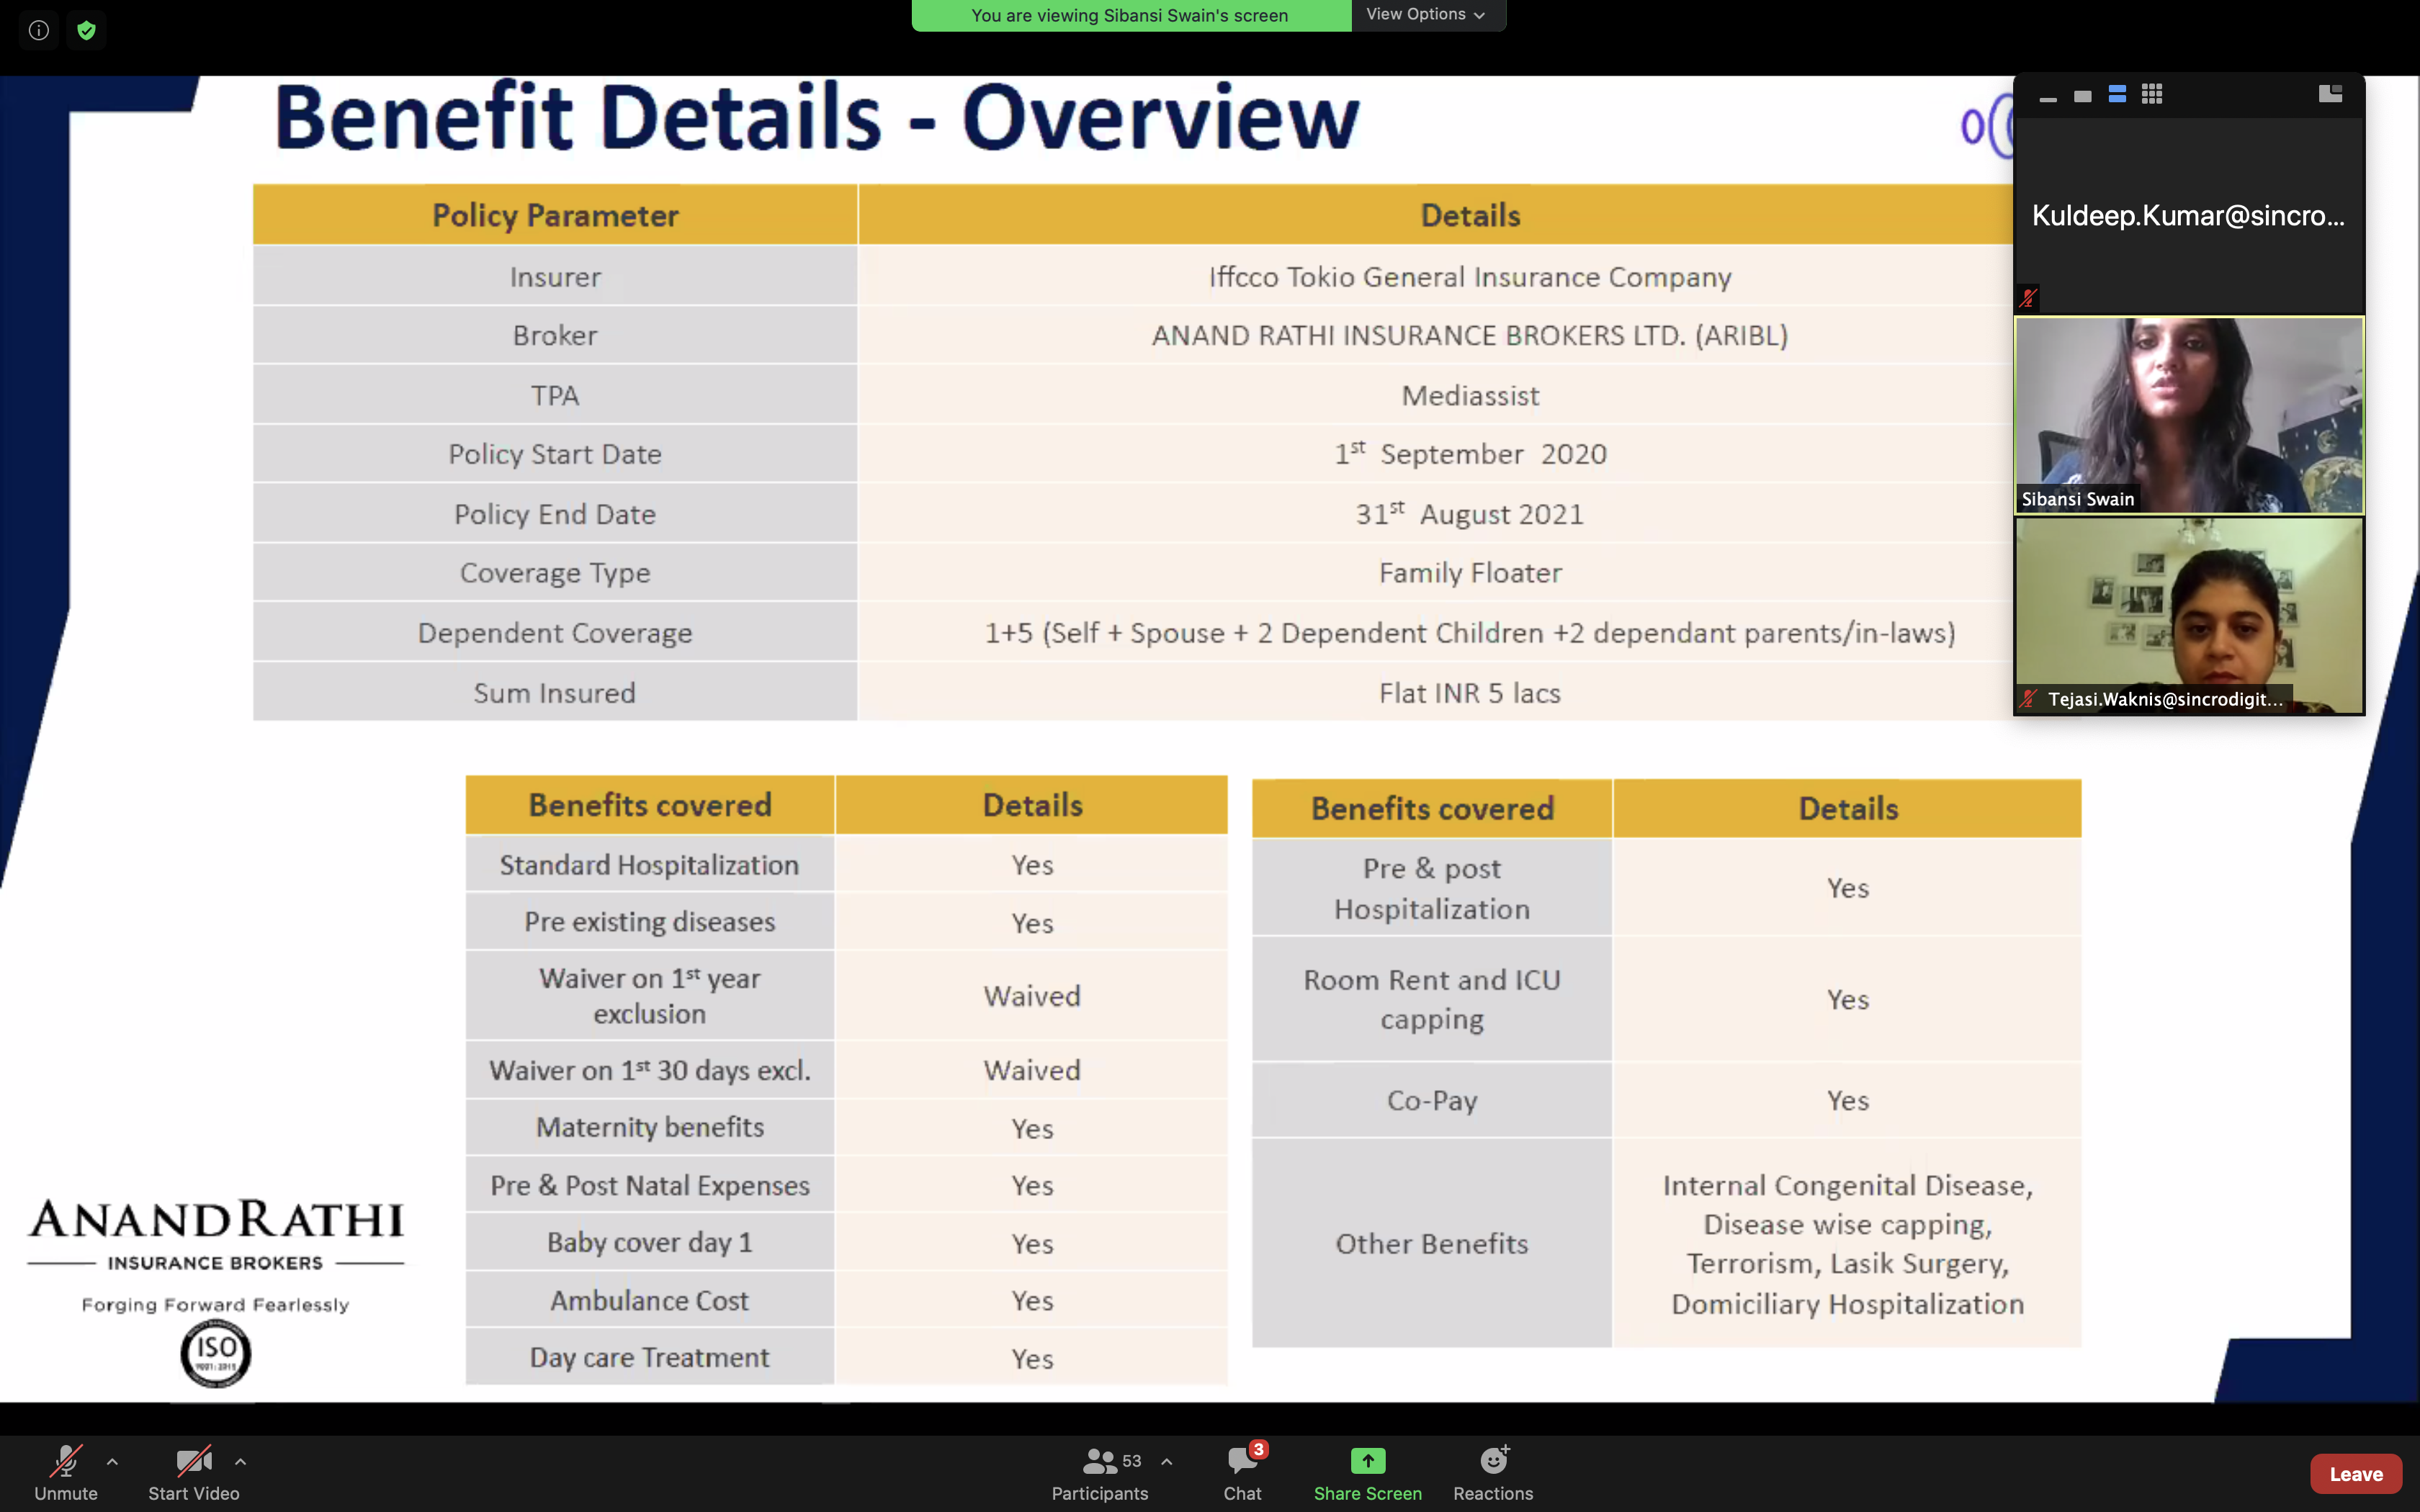 You are viewing Sibansi Swain's screen
View Options
Benefit Details - Overview
Policy Parameter Details
Insurer Iffcco Tokio General Insurance Company
Broker ANAND RATHI INSURANCE BROKERS LTD. (ARIBL)
TPA Mediassist
Policy Start Date 1st September 2020
Policy End Date 31st August 2021
Coverage Type Family Floater
Dependent Coverage 1+5 (Self + Spouse + 2 Dependent Children +2 dependant parents/in-laws)
Sum Insured Flat INR 5 lacs
Kuldeep.Kumar@sincro...
Sibansi Swain
Tejasi.Waknis@sincrodigit...
Benefits covered Details
Standard Hospitalization Yes
Pre existing diseases Yes
Waiver on 1st year
exclusion
Waived
Waiver on 1st 30 days excl. Waived
Maternity benefits Yes
Pre & Post Natal Expenses Yes
Baby cover day 1 Yes
Ambulance Cost Yes
Day care Treatment Yes
Benefits covered Details
Pre & post
Hospitalization
Yes
Room Rent and ICU
capping
Yes
Co-Pay Yes
Other Benefits
Internal Congenital Disease,
Disease wise capping,
Terrorism, Lasik Surgery,
Domiciliary Hospitalization
ANANDRATHI
INSURANCE BROKERS
Forging Forward Fearlessly
ISO
Unmute
Start Video
53
Participants
3
Chat
Share Screen
Reactions
Leave